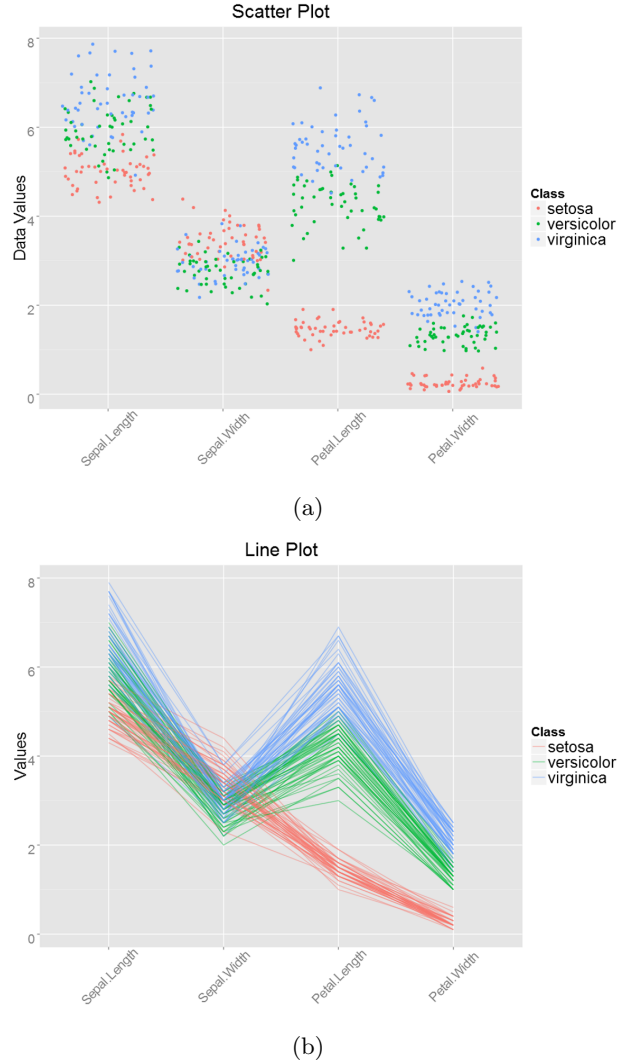 Scatter Plot
8
6
4
2
0
Data Values
Sepal.Length
Sepal.Width
Petal.Length
Petal.Width
Class
setosa
versicolor
virginica
(a)
Line Plot
8
6
4
2
0
Values
Sepal.Length
Sepal.Width
Petal.Length
Petal.Width
Class
setosa
versicolor
virginica
(b)